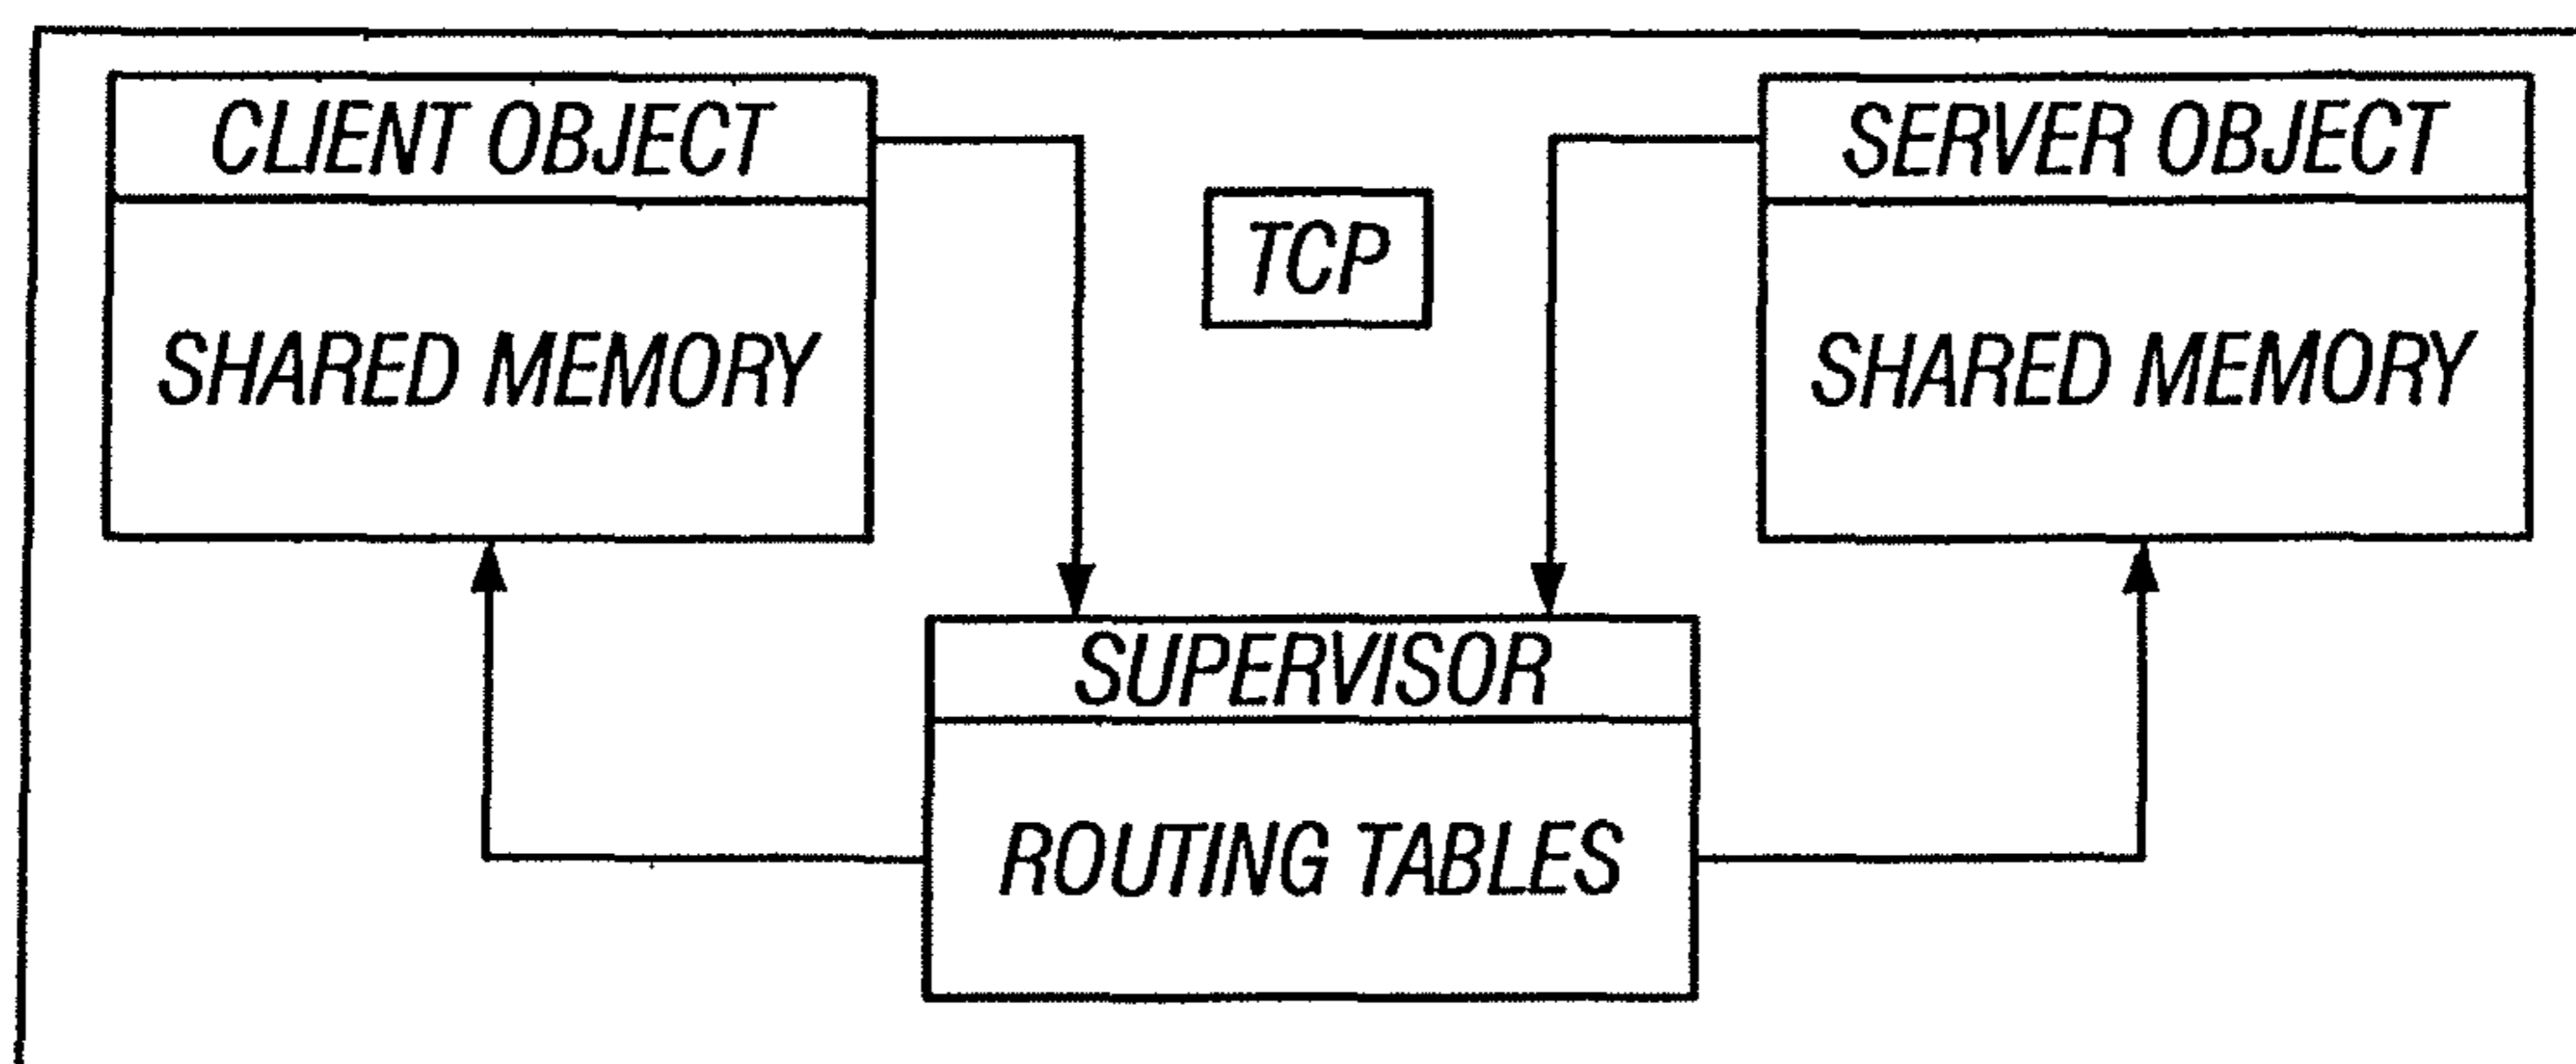 CLIENT OBJECT
SHARED MEMORY
TCP
SERVER OBJECT
SHARED MEMORY
SUPERVISOR
ROUTING TABLES